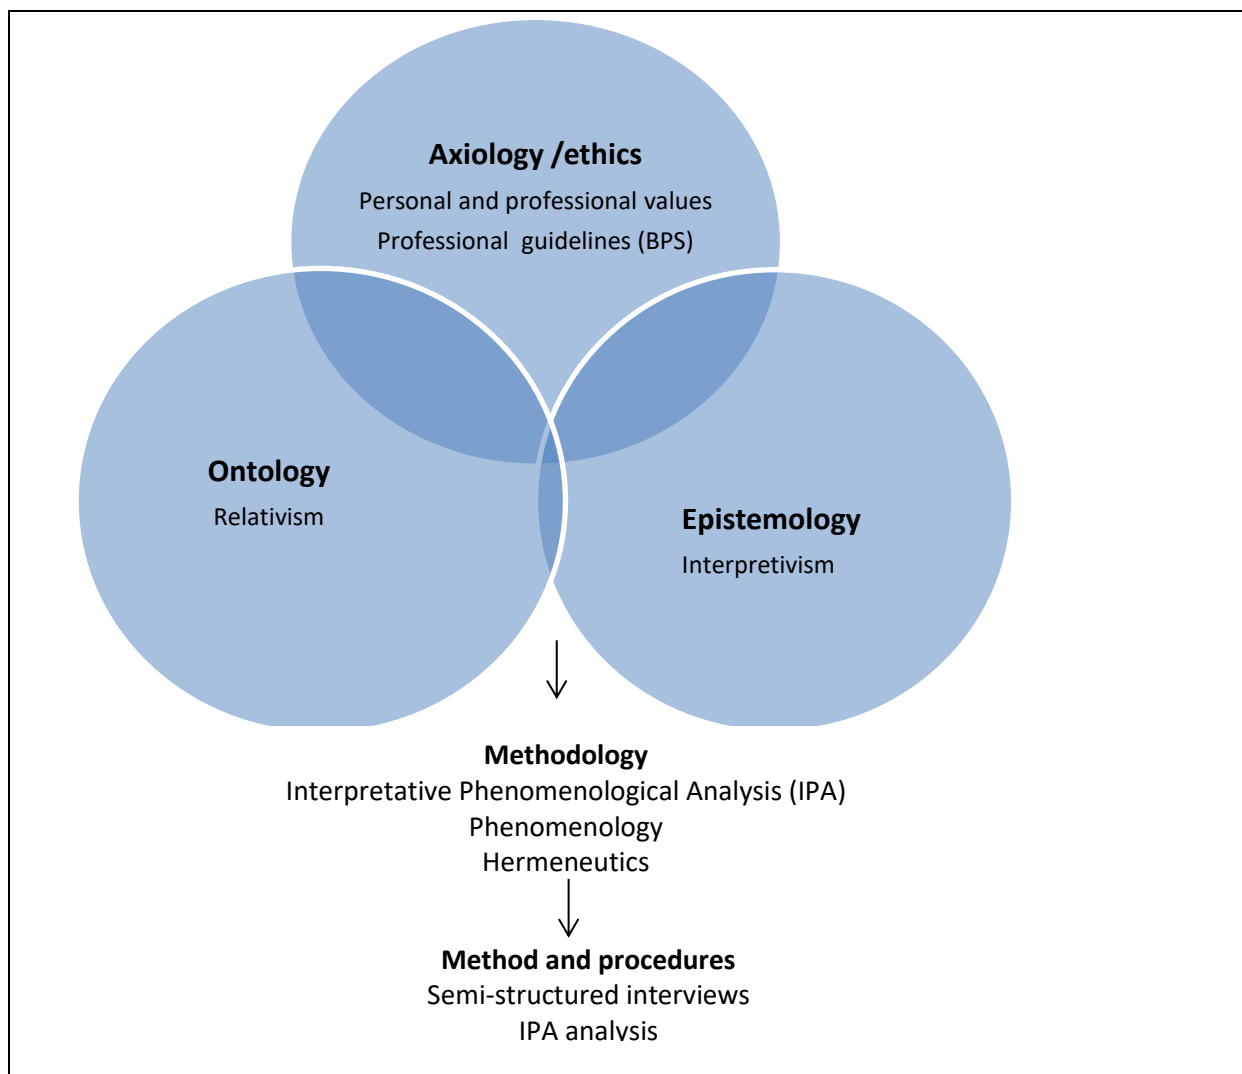 Axiology /ethics
Personal and professional values
Professional guidelines (BPS)
Ontology
Relativism
Epistemology
Interpretivism
Methodology
Interpretative Phenomenological Analysis (IPA)
Phenomenology
Hermeneutics
Method and procedures
Semi-structured interviews
IPA analysis